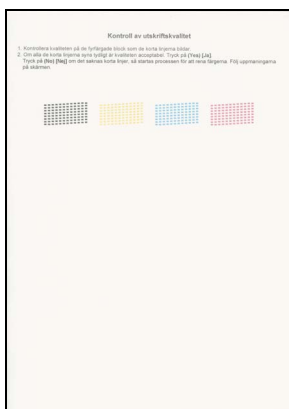 Kontroll av utskriftskvalitet
1. Kontrollera kvaliteten på de fyrfärgade block som de korta linjerna bildar.
2. Om alla de korta linjerna syns tydligt är kvaliteten acceptabel. Tryck på (Yes) [Ja].
Tryck på (No) [Nej] om det saknas korta linjer, så startas processen för att rena färgerna. Följ uppmaningarna
på skärmen.